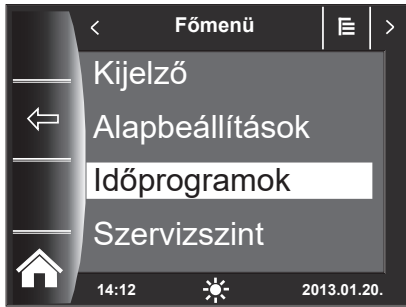 Főmenü
Kijelző
Alapbeállítások
Időprogramok
Szervizszint
14:12 2013.01.20.